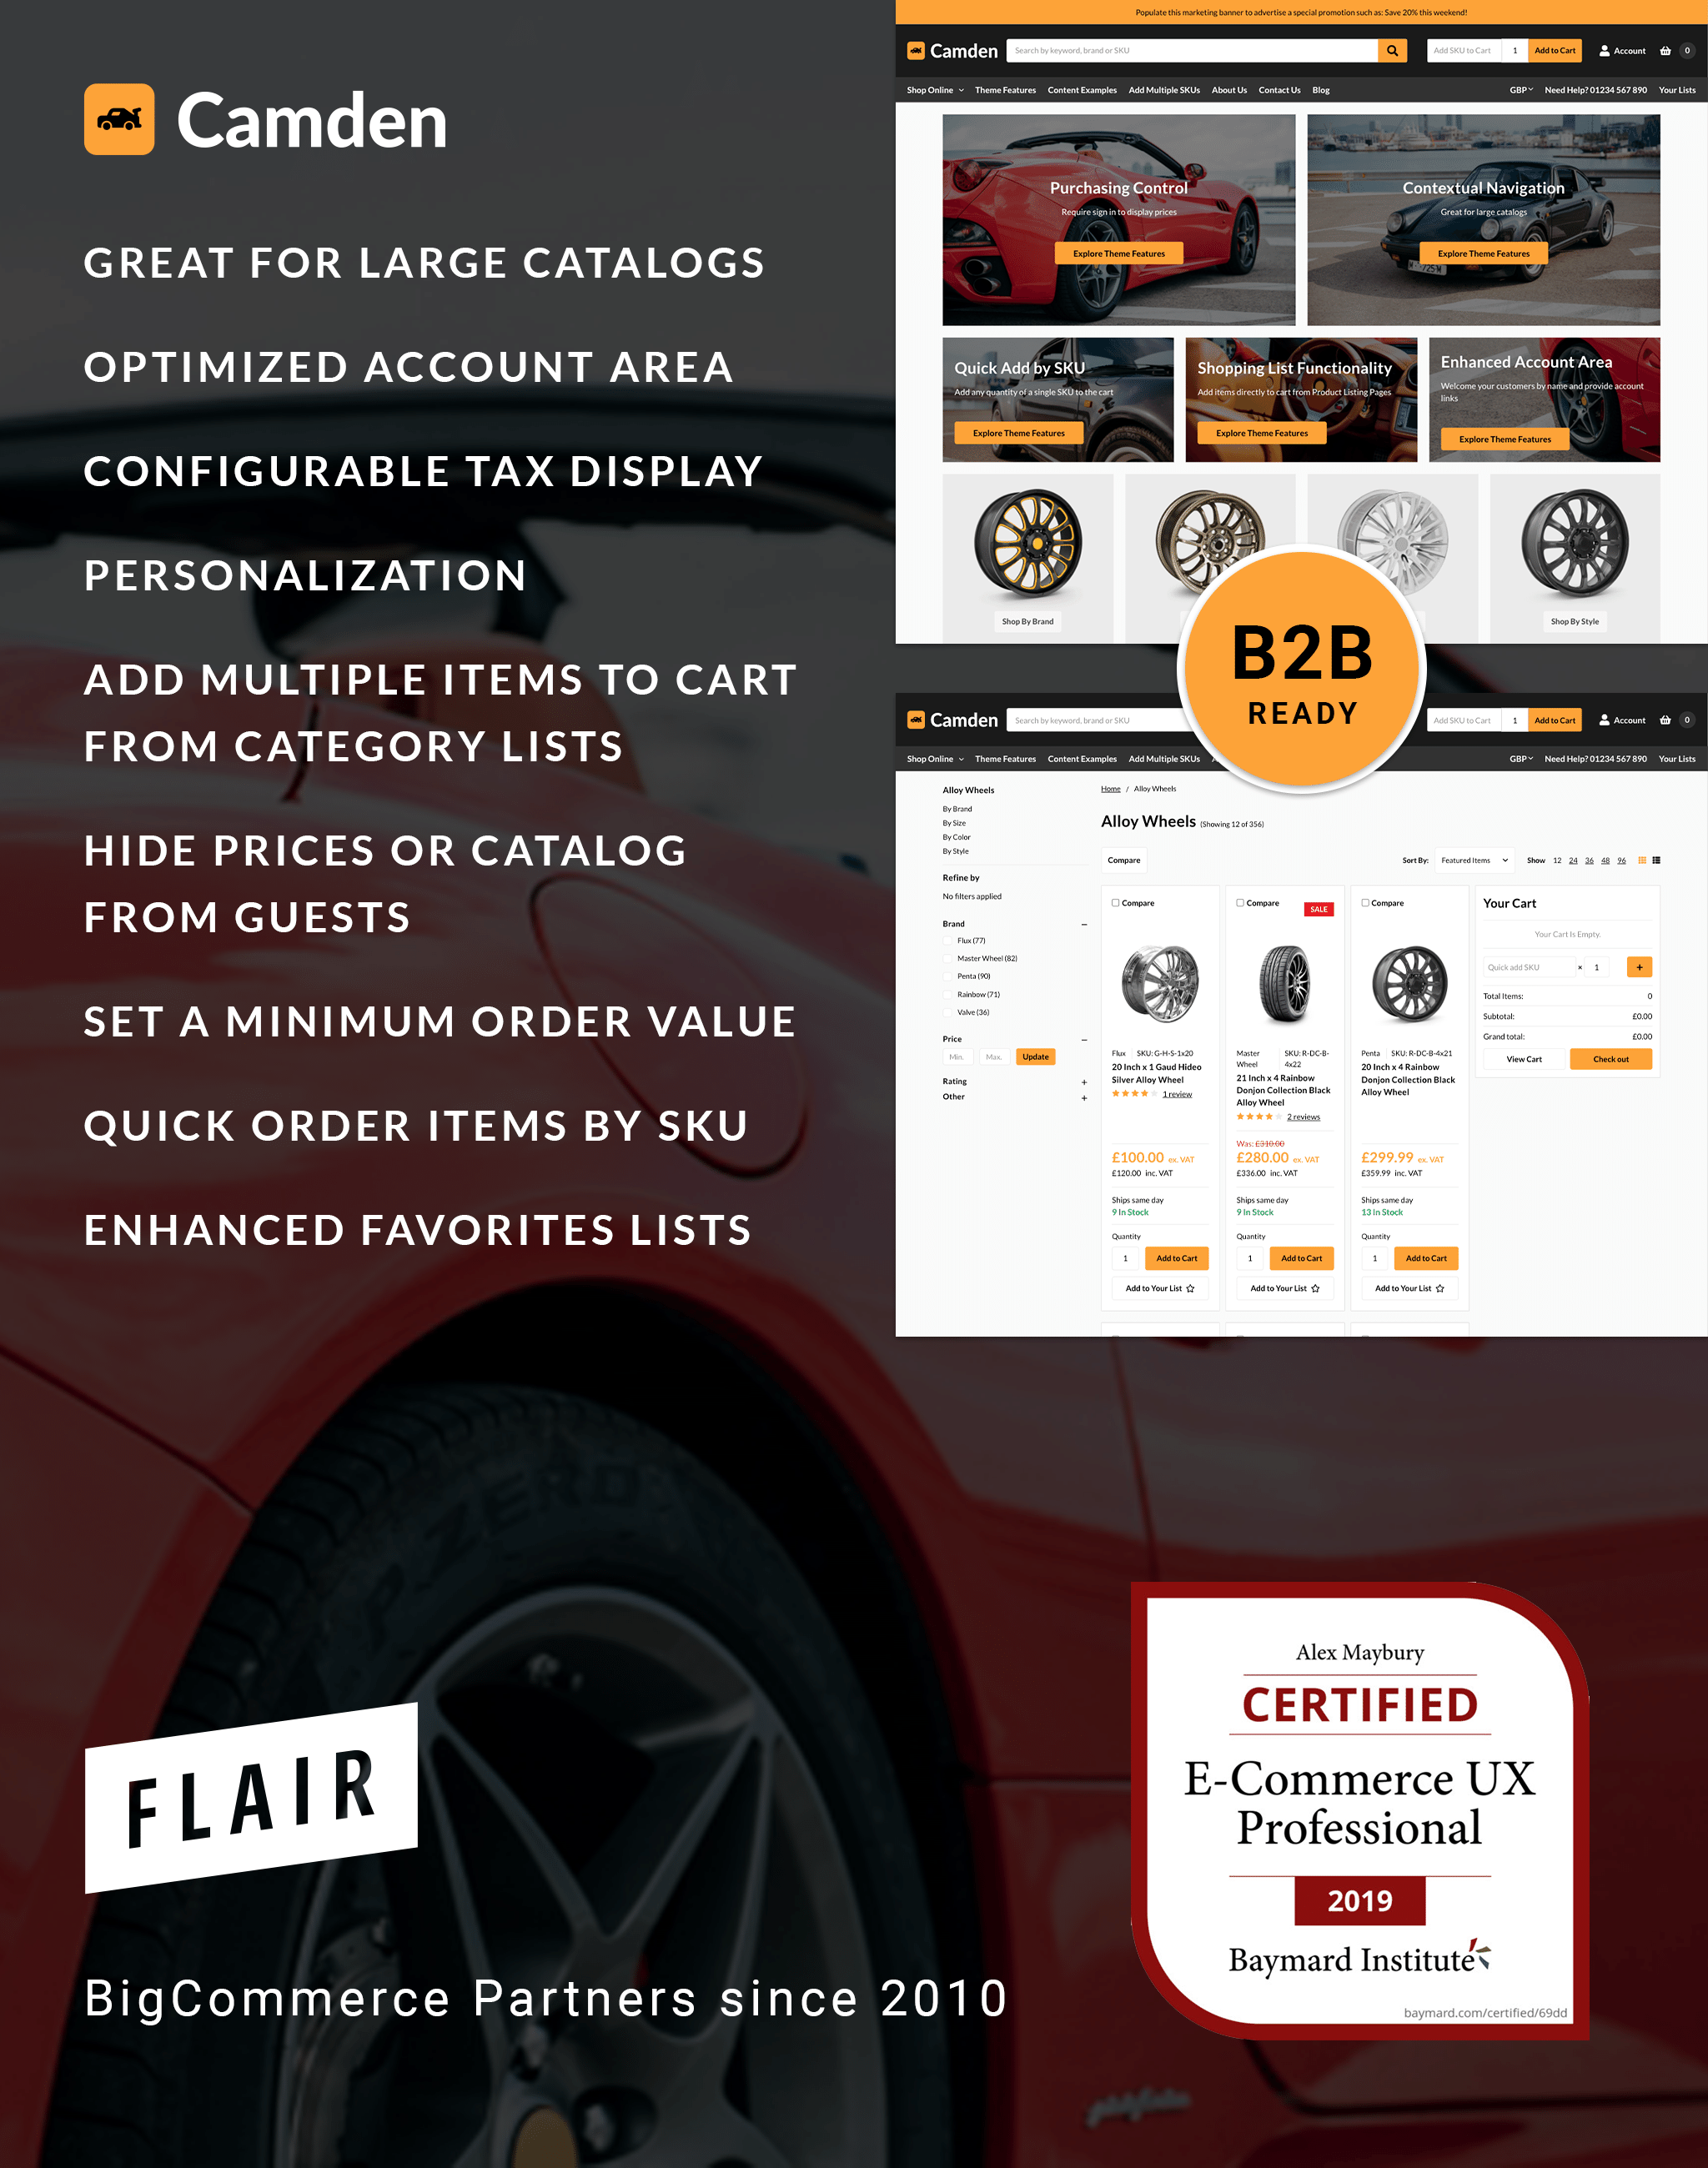 Camden
GREAT FOR LARGE CATALOGS
OPTIMIZED ACCOUNT AREA
CONFIGURABLE TAX DISPLAY
PERSONALIZATION
ADD MULTIPLE ITEMS TO CART
FROM CATEGORY LISTS
HIDE PRICES OR CATALOG
FROM GUESTS
SET A MINIMUM ORDER VALUE
QUICK ORDER ITEMS BY SKU
ENHANCED FAVORITES LISTS
Populate this marketing banner to advertise a special promotion such as: Save 20% this weekend!
Camden Search by keyword, brand or SKU Add SKU to Cart 1 Add to Cart Account 0
Shop Online Theme Features Content Examples Add Multiple SKUs About Us Contact Us Blog GBP Need Help? 01234 567 890 Your Lists
Purchasing Control
Require sign in to display prices
Explore Theme Features
Contextual Navigation
Great for large catalogs
Explore Theme Features
Quick Add by SKU
Add any quantity of a single SKU to the cart
Explore Theme Features
Shopping List Functionality
Add items directly to cart from Product Listing Pages
Explore Theme Features
Enhanced Account Area
Welcome your customers by name and provide account
links
Explore Theme Features
Shop By Brand
Shop By Style
B2B
READY
Camden Search by keyword, brand or SKU Add SKU to Cart 1 Add to Cart Account 0
Shop Online Theme Features Content Examples Add Multiple SKUs GBP Need Help? 01234 567 890 Your Lists
Alloy Wheels
By Brand
By Size
By Color
By Style
Refine by
No filters applied
Brand
Flux (77)
Master Wheel (82)
Penta (90)
Rainbow (71)
Valve (36)
Price
Min. Max. Update
Rating
Other
Home / Alloy Wheels
Alloy Wheels (Showing 12 of 356)
Compare Sort By: Featured Items Show 12 24 36 48 96
Compare
Flux SKU: G-H-S-1x20
20 Inch x 1 Gaud Hideo
Silver Alloy Wheel
1 review
£100.00 ex. VAT
£120.00 inc. VAT
Ships same day
9 In Stock
Quantity
1 Add to Cart
Add to Your List
Compare SALE
Master Wheel SKU: R-DC-B-4x22
21 Inch x 4 Rainbow
Donjon Collection Black
Alloy Wheel
2 reviews
Was: £310.00
£280.00 ex. VAT
£336.00 inc. VAT
Ships same day
9 In Stock
Quantity
1 Add to Cart
Add to Your List
Compare
Penta SKU: R-DC-B-4x21
20 Inch x 4 Rainbow
Donjon Collection Black
Alloy Wheel
£299.99 ex. VAT
£359.99 inc. VAT
Ships same day
13 In Stock
Quantity
1 Add to Cart
Add to Your List
Your Cart
Your Cart Is Empty.
Quick add SKU × 1 +
Total Items: 0
Subtotal: £0.00
Grand total: £0.00
View Cart Check out
P ZERO
FLAIR
BigCommerce Partners since 2010
Alex Maybury
CERTIFIED
E-Commerce UX
Professional
2019
Baymard Institute
baymard.com/certified/69dd